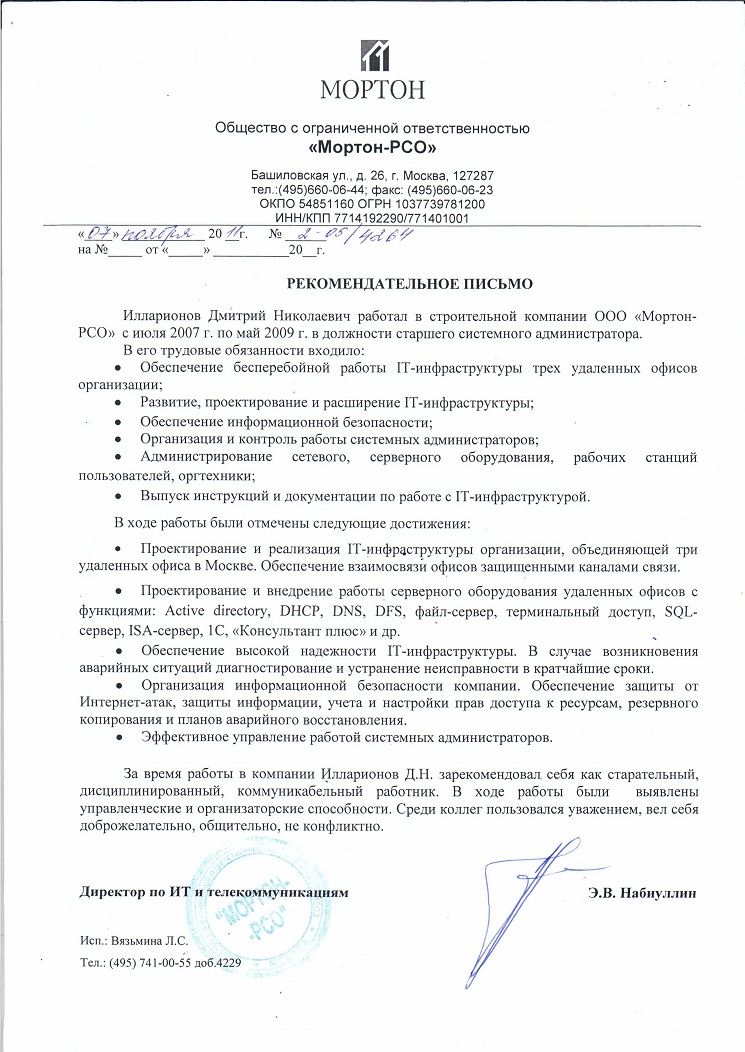 МОРТОН
Общество с ограниченной ответственностью
«Мортон-РСО»
Башиловская ул., д. 26, г. Москва, 127287
тел.:(495)660-06-44; факс: (495)660-06-23
ОКПО 54851160 ОГРН 1037739781200
ИНН/КПП 7714192290/771401001
«07» ноября 2011г. № 2-05/4264
на №_____ от «_____» ___________20__г.
РЕКОМЕНДАТЕЛЬНОЕ ПИСЬМО
Илларионов Дмитрий Николаевич работал в строительной компании ООО «Мортон-
РСО» с июля 2007 г. по май 2009 г. в должности старшего системного администратора.
В его трудовые обязанности входило:
• Обеспечение бесперебойной работы IT-инфраструктуры трех удаленных офисов
организации;
• Развитие, проектирование и расширение IT-инфраструктуры;
• Обеспечение информационной безопасности;
• Организация и контроль работы системных администраторов;
• Администрирование сетевого, серверного оборудования, рабочих станций
пользователей, оргтехники;
• Выпуск инструкций и документации по работе с IT-инфраструктурой.
В ходе работы были отмечены следующие достижения:
• Проектирование и реализация IT-инфраструктуры организации, объединяющей три
удаленных офиса в Москве. Обеспечение взаимосвязи офисов защищенными каналами связи.
• Проектирование и внедрение работы серверного оборудования удаленных офисов с
функциями: Active directory, DHCP, DNS, DFS, файл-сервер, терминальный доступ, SQL-
сервер, ISA-сервер, 1С, «Консультант плюс» и др.
• Обеспечение высокой надежности IT-инфраструктуры. В случае возникновения
аварийных ситуаций диагностирование и устранение неисправности в кратчайшие сроки.
• Организация информационной безопасности компании. Обеспечение защиты от
Интернет-атак, защиты информации, учета и настройки прав доступа к ресурсам, резервного
копирования и планов аварийного восстановления.
• Эффективное управление работой системных администраторов.
За время работы в компании Илларионов Д.Н. зарекомендовал себя как старательный,
дисциплинированный, коммуникабельный работник. В ходе работы были выявлены
управленческие и организаторские способности. Среди коллег пользовался уважением, вел себя
доброжелательно, общительно, не конфликтно.
Директор по ИТ и телекоммуникациям Э.В. Набиуллин
"МОРТОН-
-РСО"
Исп.: Вязьмина Л.С.
Тел.: (495) 741-00-55 доб.4229